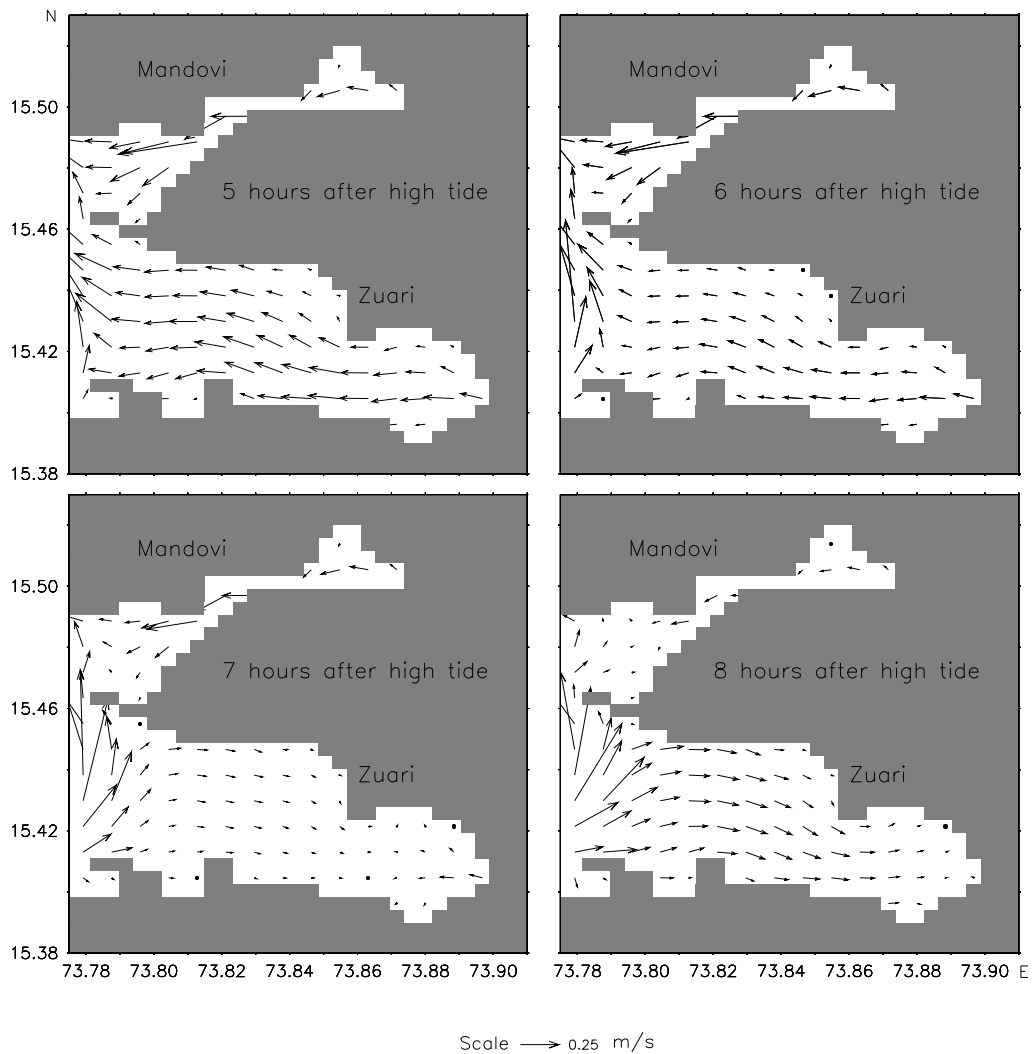 N
Mandovi
Mandovi
15.50
5 hours after high tide
6 hours after high tide
15.46
Zuari
Zuari
15.42
15.38
Mandovi
Mandovi
15.50
7 hours after high tide
8 hours after high tide
15.46
Zuari
Zuari
15.42
15.38
73.78 73.80 73.82 73.84 73.86 73.88 73.90
73.78 73.80 73.82 73.84 73.86 73.88 73.90 E
Scale 0.25 m/s